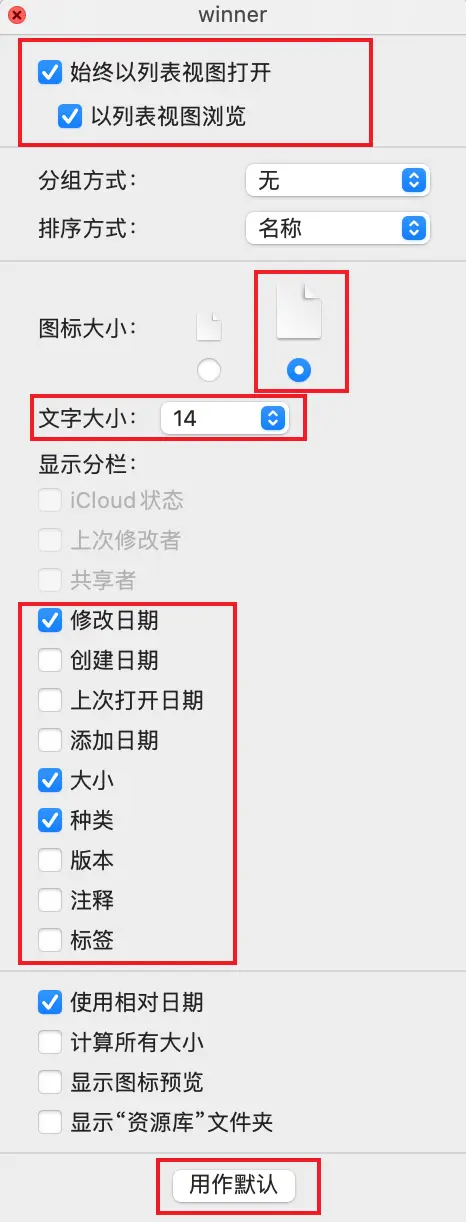 winner
始终以列表视图打开
以列表视图浏览
分组方式： 无
排序方式： 名称
图标大小：
文字大小： 14
显示分栏：
iCloud状态
上次修改者
共享者
修改日期
创建日期
上次打开日期
添加日期
大小
种类
版本
注释
标签
使用相对日期
计算所有大小
显示图标预览
显示“资源库”文件夹
用作默认